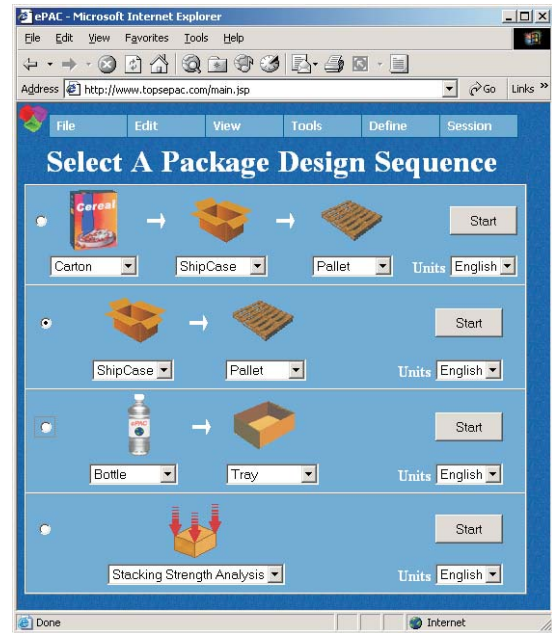 ePAC - Microsoft Internet Explorer
File Edit View Favorites Tools Help
Address http://www.topsepac.com/main.jsp Go Links »
File Edit View Tools Define Session
Select A Package Design Sequence
Cereal
Start
Carton ShipCase Pallet Units English
Start
ShipCase Pallet Units English
ePAC
Start
Bottle Tray Units English
Start
Stacking Strength Analysis Units English
Done Internet